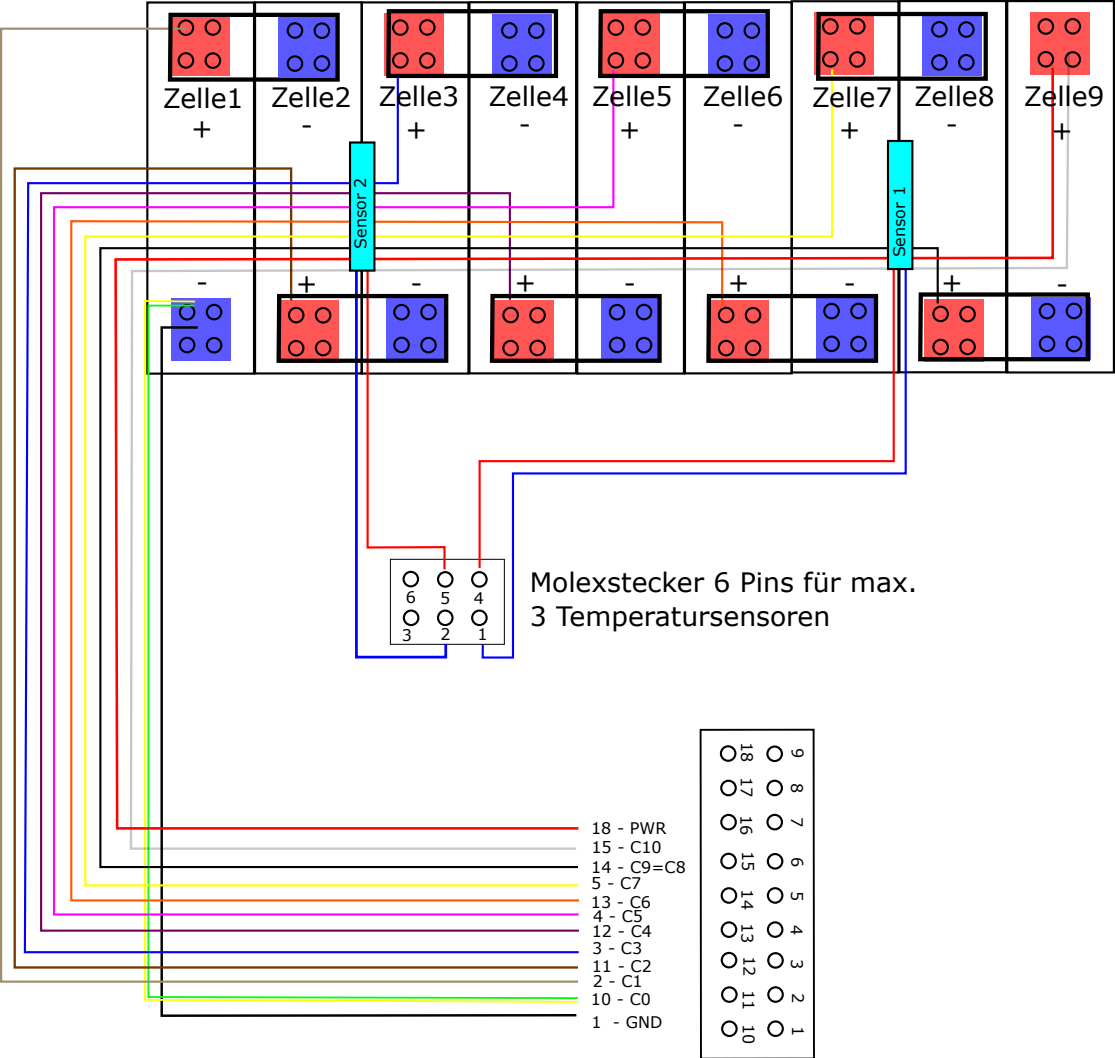 Zelle1 Zelle2 Zelle3 Zelle4 Zelle5 Zelle6 Zelle7 Zelle8 Zelle9
+ - + - + - + - +
Sensor 2
Sensor 1
- + - + - + - + -
6 5 4
3 2 1
Molexstecker 6 Pins für max.
3 Temperatursensoren
18 - PWR
15 - C10
14 - C9=C8
5 - C7
13 - C6
4 - C5
12 - C4
3 - C3
11 - C2
2 - C1
10 - C0
1 - GND
18 9
17 8
16 7
15 6
14 5
13 4
12 3
11 2
10 1